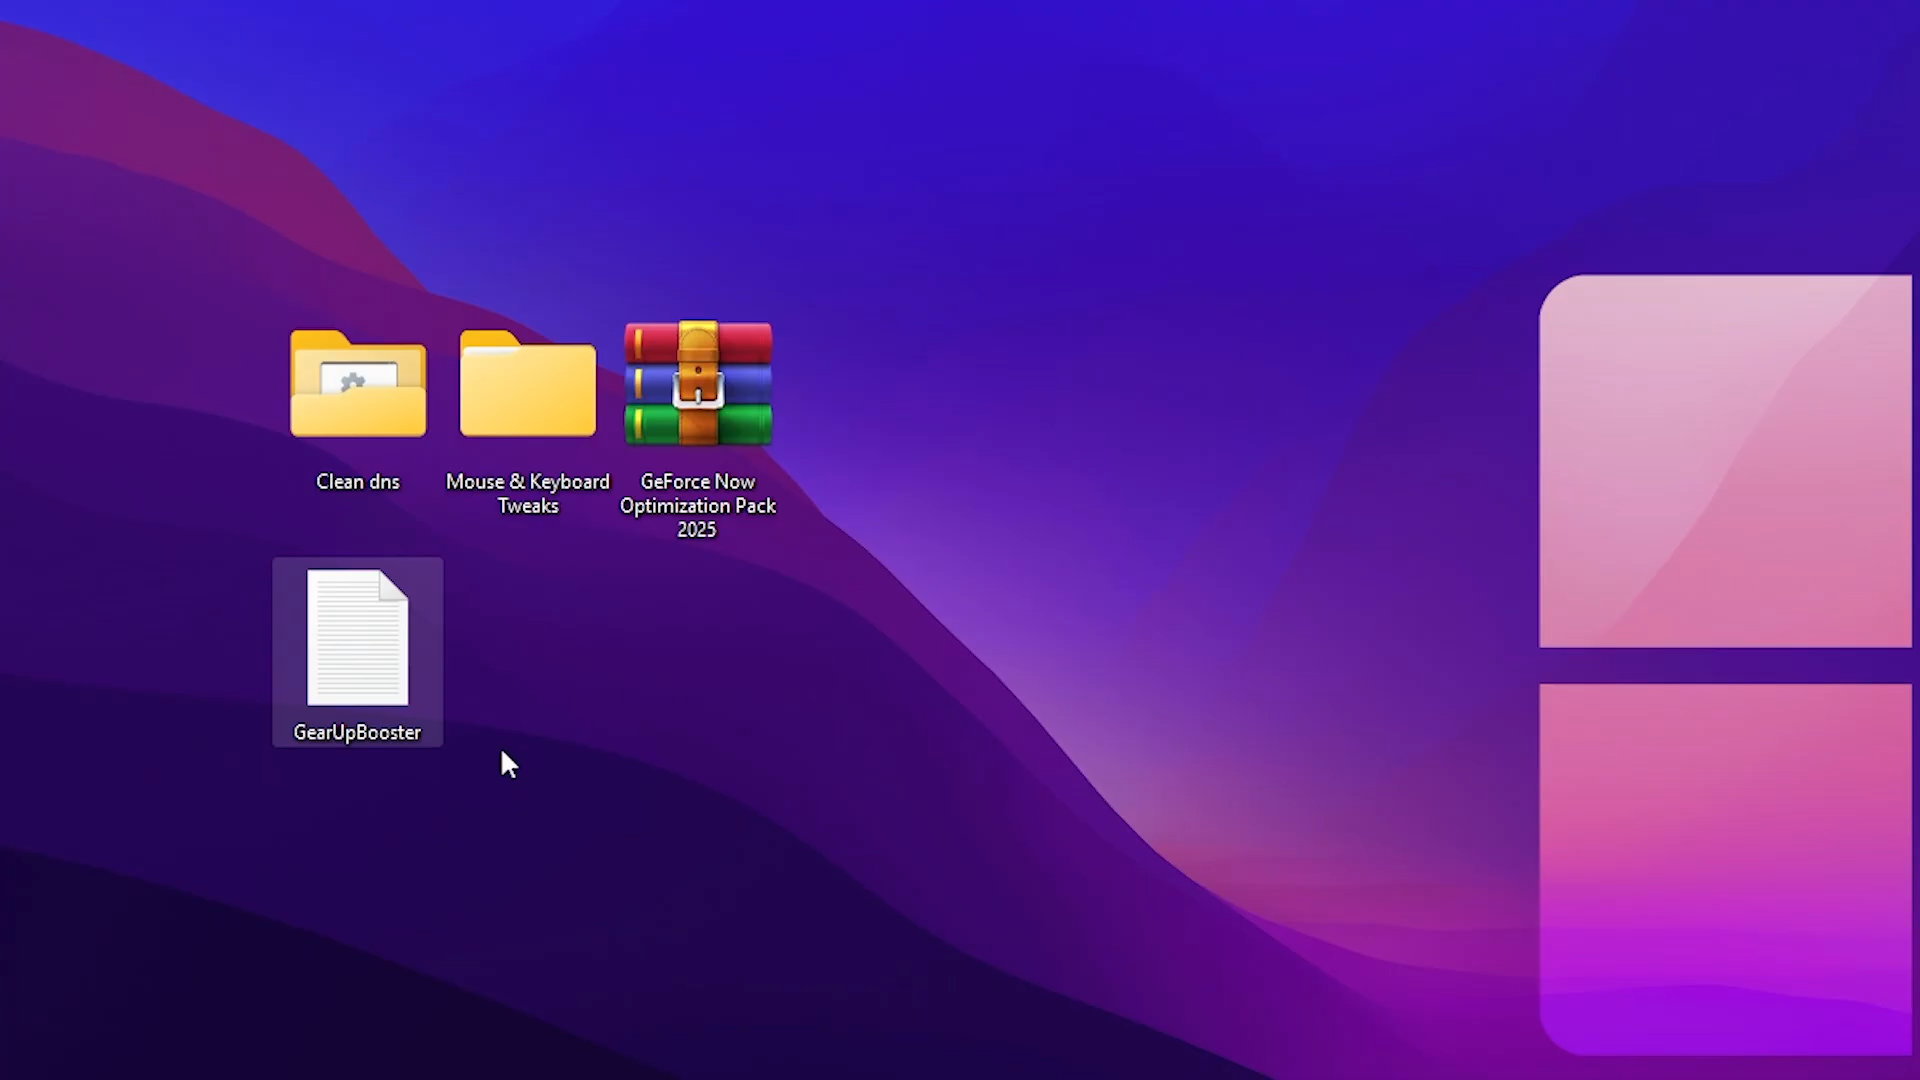 Clean dns
Mouse & Keyboard
Tweaks
GeForce Now
Optimization Pack
2025
GearUpBooster